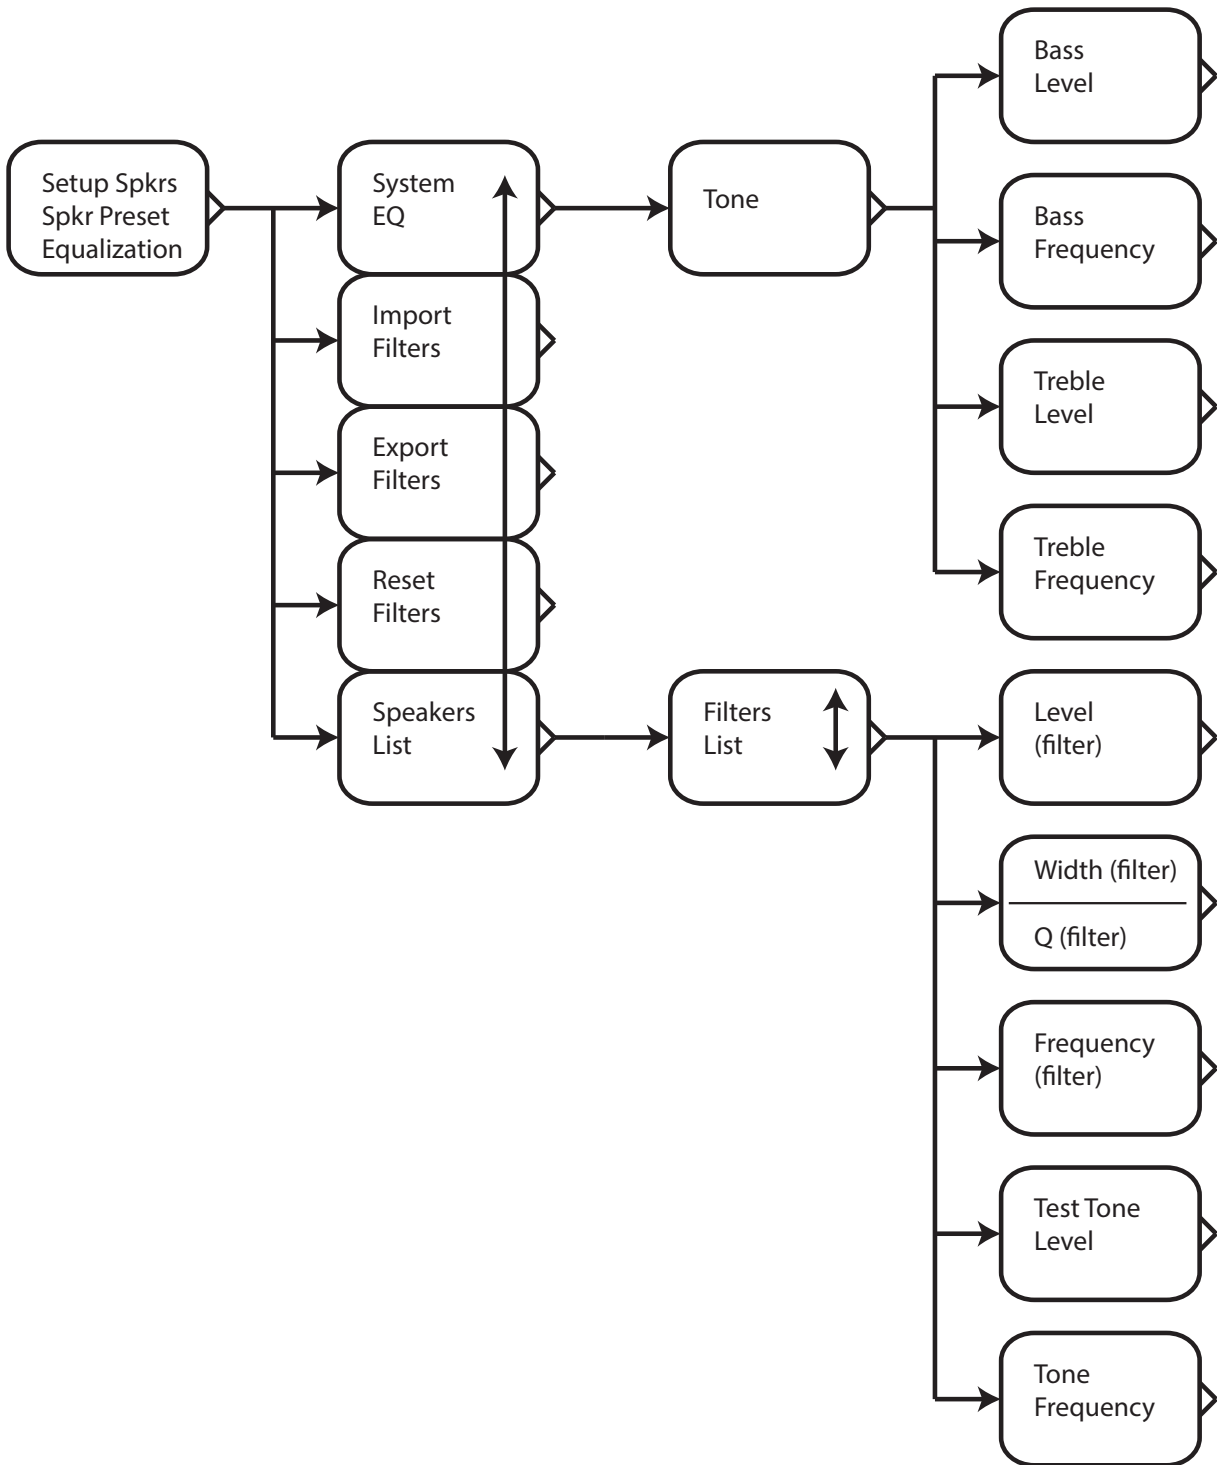 Setup Spkrs
Spkr Preset
Equalization
System
EQ
Import
Filters
Export
Filters
Reset
Filters
Speakers
List
Tone
Filters
List
Bass
Level
Bass
Frequency
Treble
Level
Treble
Frequency
Level
(filter)
Width (filter)
Q (filter)
Frequency
(filter)
Test Tone
Level
Tone
Frequency